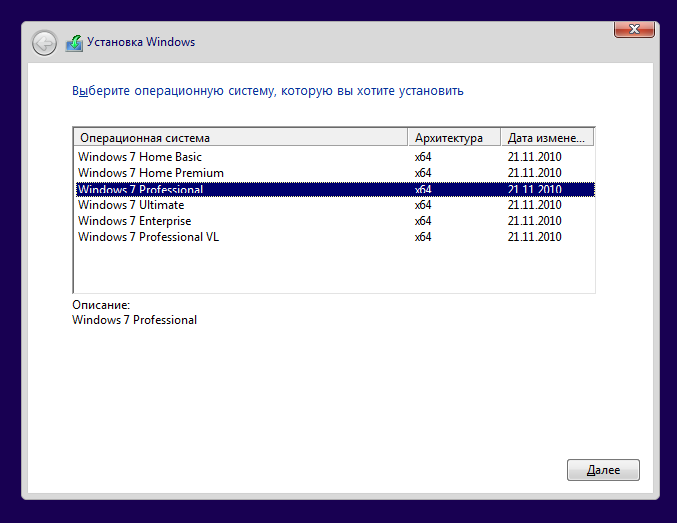 Установка Windows
Выберите операционную систему, которую вы хотите установить
Операционная система Архитектура Дата измене...
Windows 7 Home Basic x64 21.11.2010
Windows 7 Home Premium x64 21.11.2010
Windows 7 Professional x64 21.11.2010
Windows 7 Ultimate x64 21.11.2010
Windows 7 Enterprise x64 21.11.2010
Windows 7 Professional VL x64 21.11.2010
Описание:
Windows 7 Professional
Далее